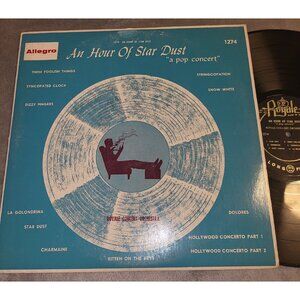 Allegro
An Hour Of Star Dust
1274
"a pop concert"
THESE FOOLISH THINGS
STRINGCOPATION
SYNCOPATED CLOCK
SNOW WHITE
DIZZY FINGERS
LA GOLONDRINA
DOLORES
STAR DUST
HOLLYWOOD CONCERTO PART 1
CHARMAINE
HOLLYWOOD CONCERTO PART 2
KITTEN ON THE KEYS
Royale
LONG